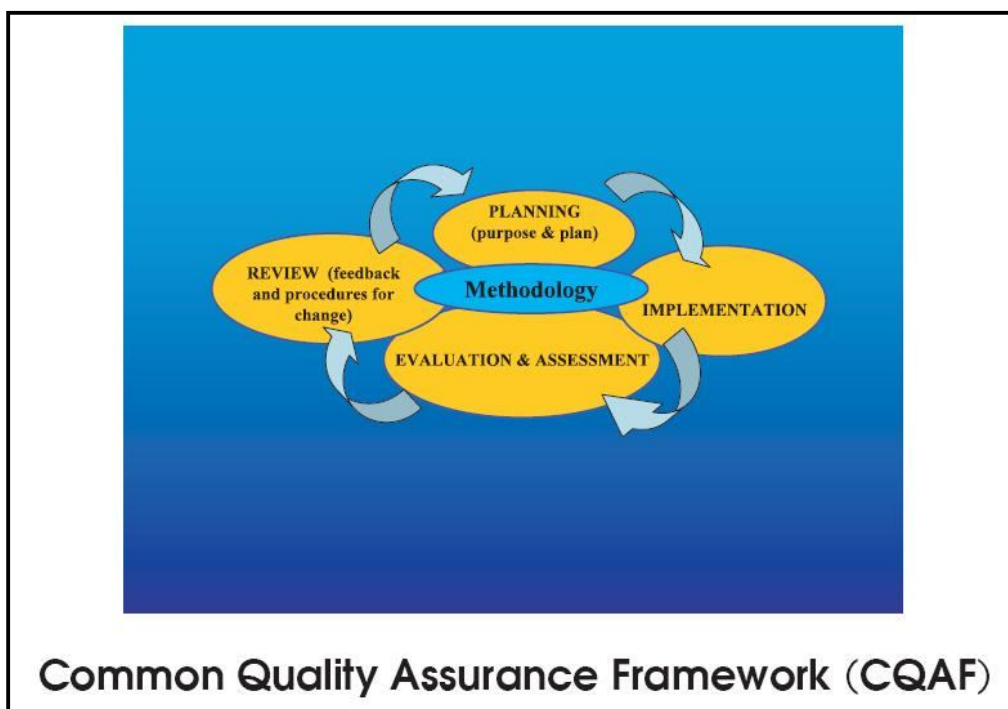 PLANNING
(purpose & plan)
REVIEW (feedback
and procedures for
change)
Methodology
IMPLEMENTATION
EVALUATION & ASSESSMENT
Common Quality Assurance Framework (CQAF)